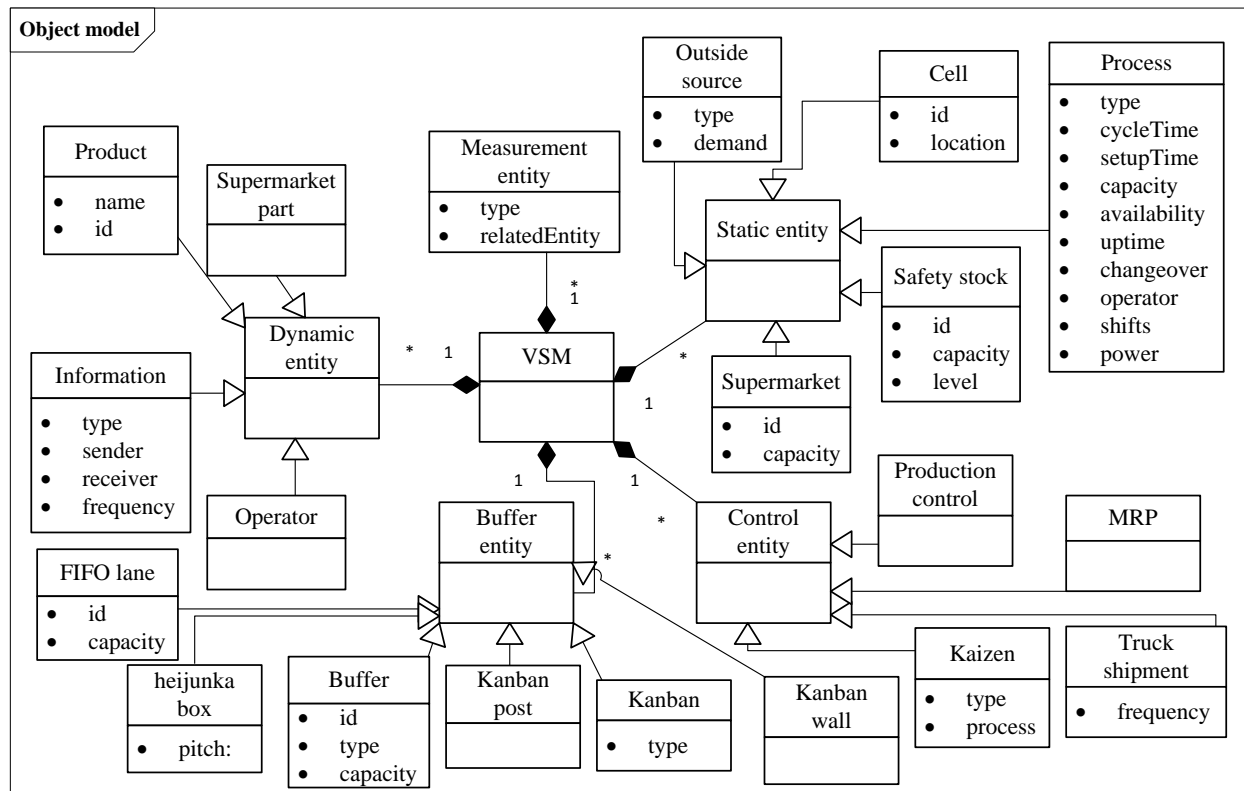 Object model
Outside
source
• type
• demand
Cell
• id
• location
Process
• type
• cycleTime
• setupTime
• capacity
• availability
• uptime
• changeover
• operator
• shifts
• power
Product
• name
• id
Supermarket
part
Measurement
entity
• type
• relatedEntity
Static entity
Safety stock
• id
• capacity
• level
*
1
Dynamic
entity
*
1
VSM
*
1
Information
• type
• sender
• receiver
• frequency
Supermarket
• id
• capacity
Operator
1
1
*
*
Buffer
entity
Control
entity
Production
control
MRP
FIFO lane
• id
• capacity
heijunka
box
• pitch:
Buffer
• id
• type
• capacity
Kanban
post
Kanban
• type
Kanban
wall
Kaizen
• type
• process
Truck
shipment
• frequency